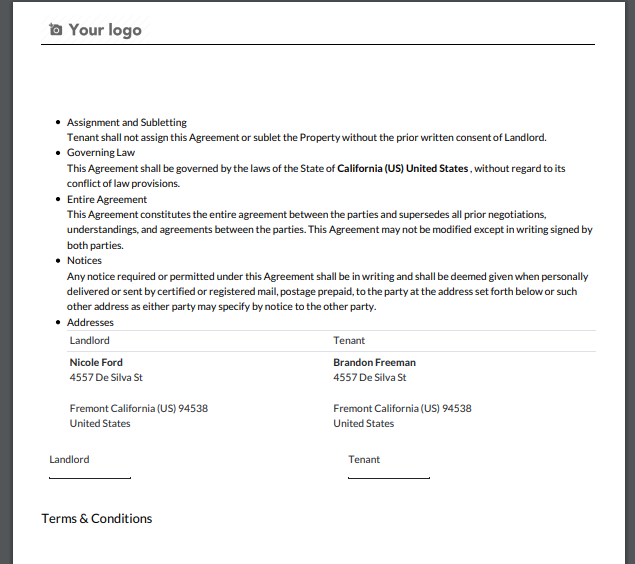 Your logo
Assignment and Subletting
Tenant shall not assign this Agreement or sublet the Property without the prior written consent of Landlord.
Governing Law
This Agreement shall be governed by the laws of the State of California (US) United States , without regard to its
conflict of law provisions.
Entire Agreement
This Agreement constitutes the entire agreement between the parties and supersedes all prior negotiations,
understandings, and agreements between the parties. This Agreement may not be modified except in writing signed by
both parties.
Notices
Any notice required or permitted under this Agreement shall be in writing and shall be deemed given when personally
delivered or sent by certified or registered mail, postage prepaid, to the party at the address set forth below or such
other address as either party may specify by notice to the other party.
Addresses
Landlord Tenant
Nicole Ford Brandon Freeman
4557 De Silva St 4557 De Silva St
Fremont California (US) 94538 Fremont California (US) 94538
United States United States
Landlord Tenant
Terms & Conditions